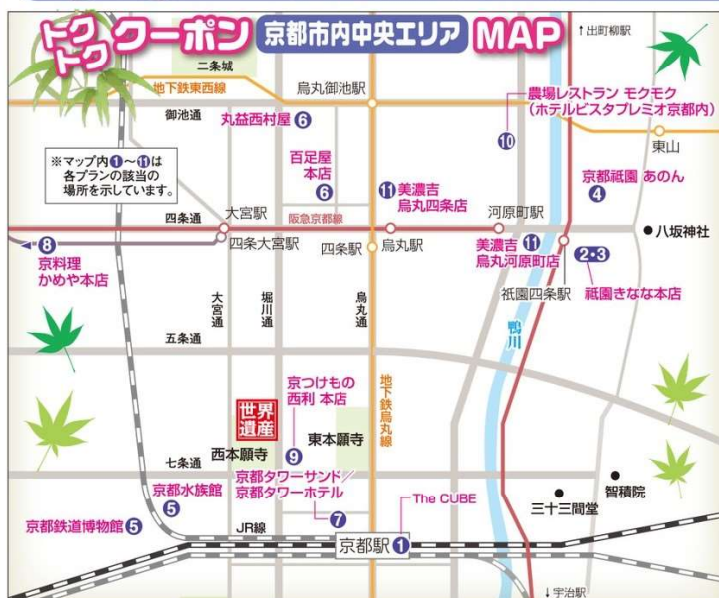 トクトククーポン 京都市内中央エリア MAP
↑出町柳駅
二条城
地下鉄東西線
烏丸御池駅
御池通
丸益西村屋 6
農場レストラン モクモク
（ホテルビスタプレミオ京都内）
10
東山
※マップ内1～11は
各プランの該当の
場所を示しています。
百足屋
本店
6
11 美濃吉
烏丸四条店
京都祇園 あのん
4
四条通
大宮駅
阪急京都線
河原町駅
8
京料理
かめや本店
四条大宮駅
四条駅
烏丸駅
美濃吉 11
烏丸河原町店
●八坂神社
2・3
祇園四条駅
祇園きなな本店
大宮通
堀川通
烏丸通
五条通
鴨川
地下鉄烏丸線
世界
遺産
京つけもの
西利 本店
西本願寺
東本願寺
9
七条通
京都水族館
5
京都タワーサンド／
京都タワーホテル
7
The CUBE
智積院
三十三間堂
京都鉄道博物館 5
JR線
京都駅 1
↓宇治駅